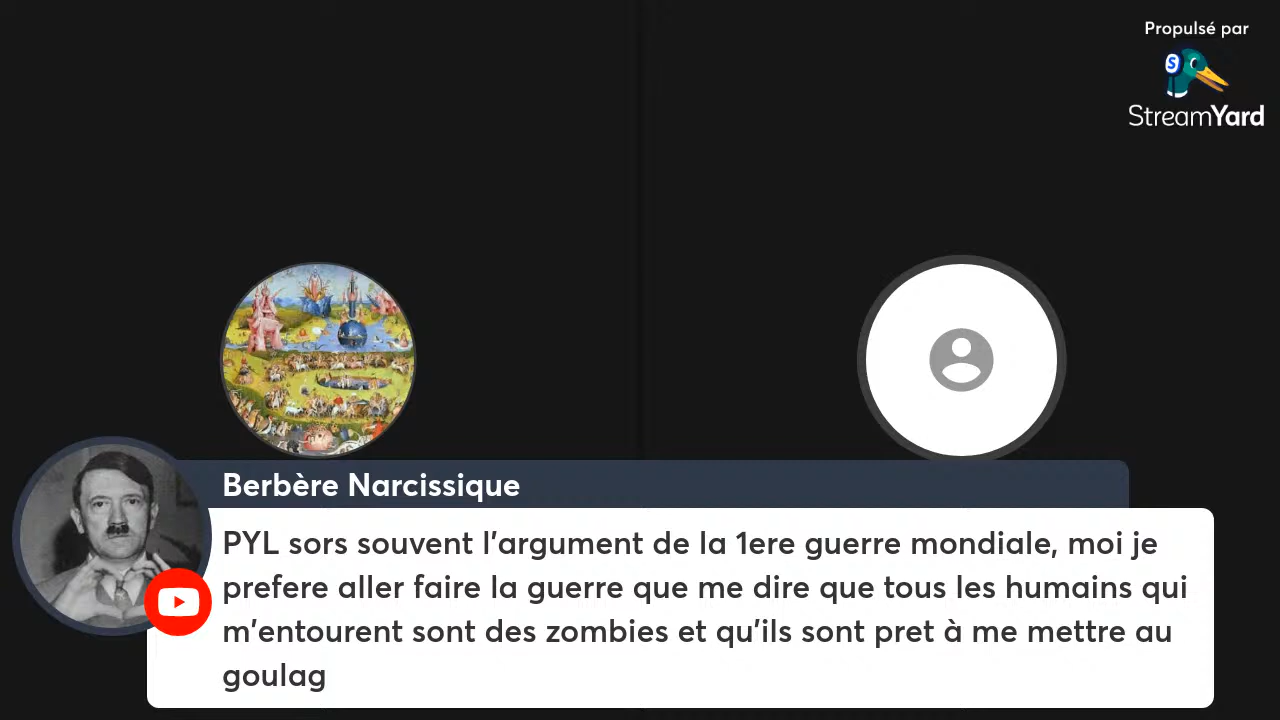 Propulsé par
S
StreamYard
Berbère Narcissique
PYL sors souvent l'argument de la 1ere guerre mondiale, moi je
prefere aller faire la guerre que me dire que tous les humains qui
m'entourent sont des zombies et qu'ils sont pret à me mettre au
goulag